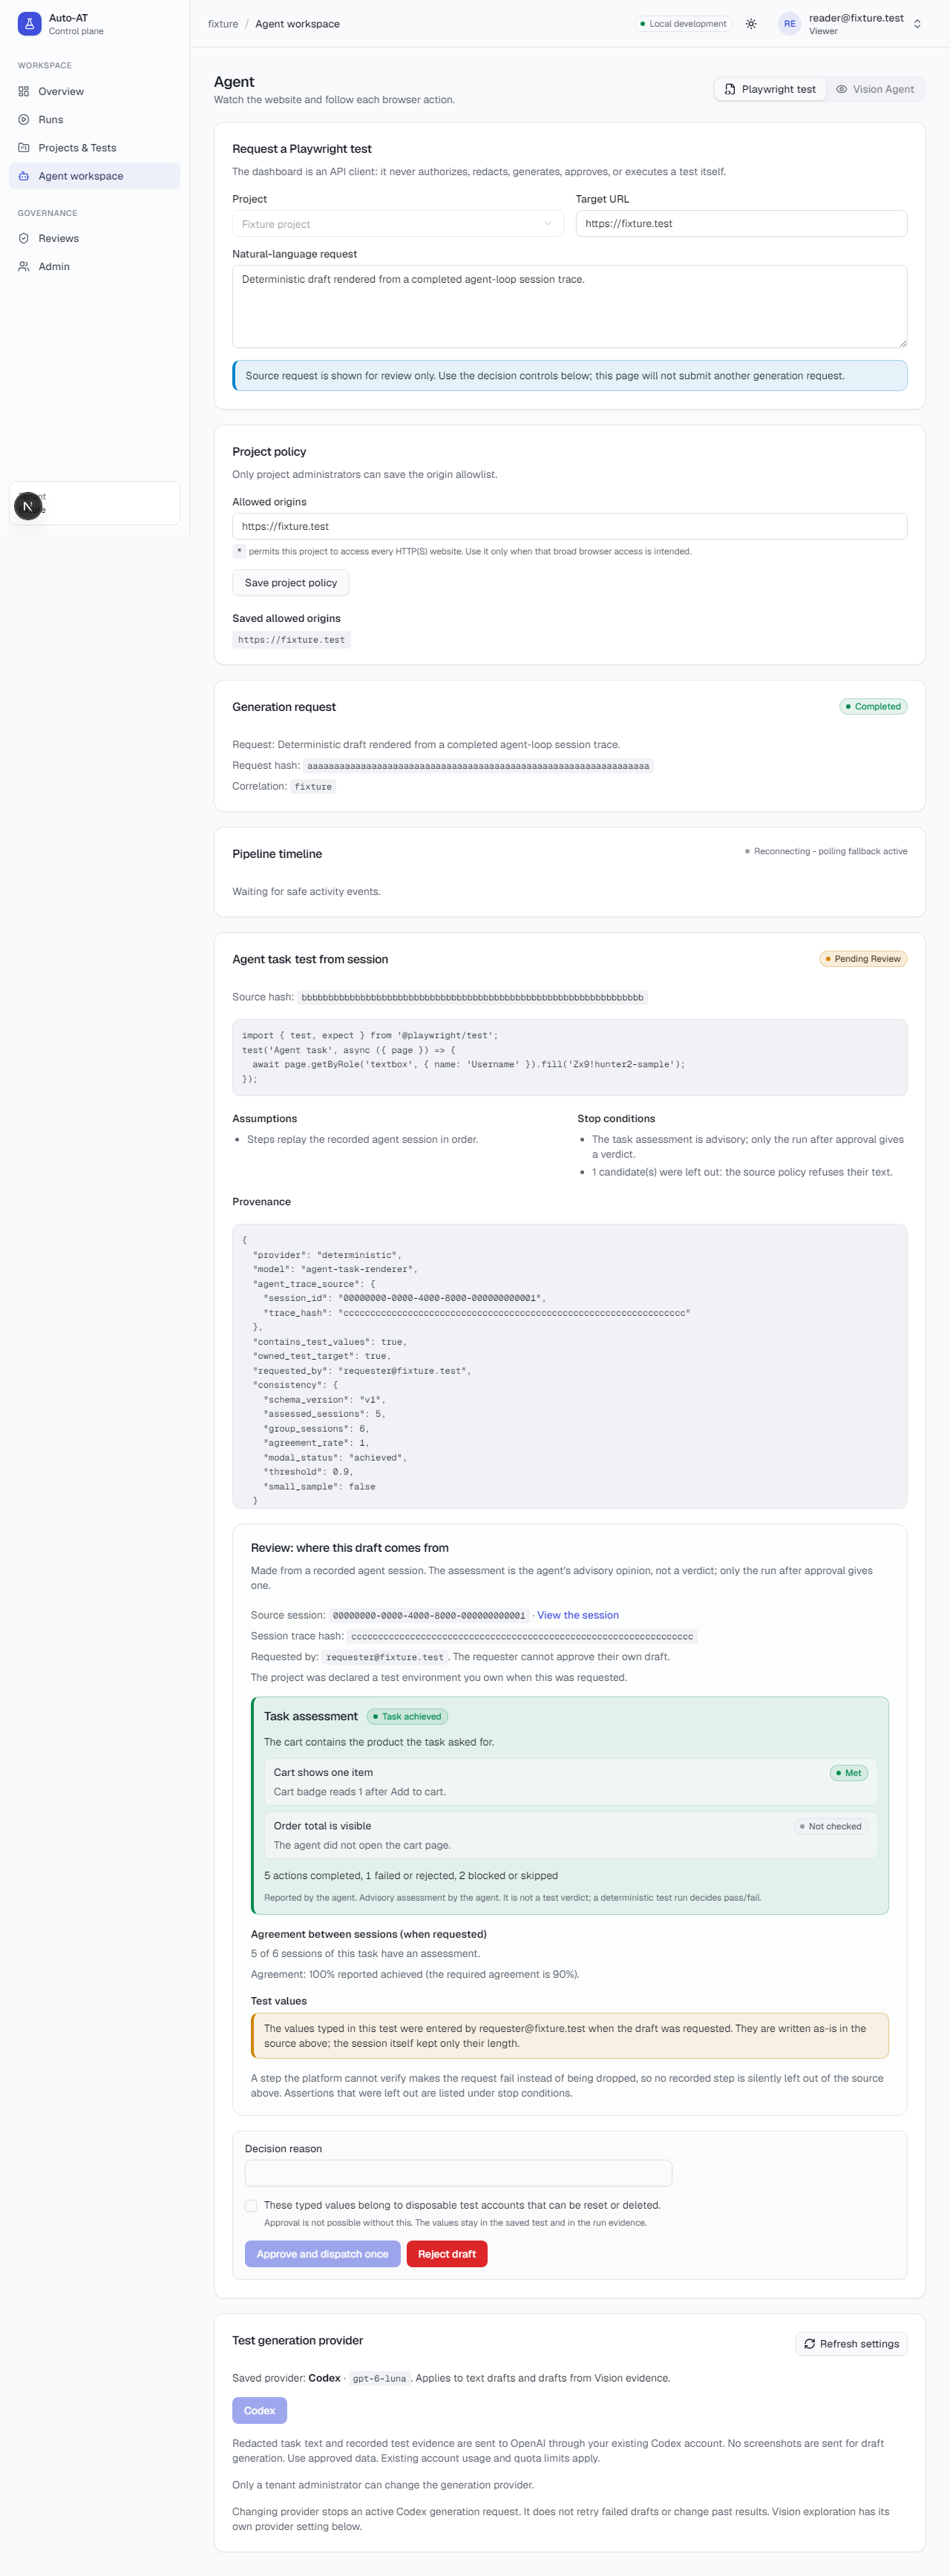 Auto-AT
Control plane
WORKSPACE
Overview
Runs
Projects & Tests
Agent workspace
GOVERNANCE
Reviews
Admin
fixture / Agent workspace
Local development
RE
reader@fixture.test
Viewer
Agent
Watch the website and follow each browser action.
Playwright test
Vision Agent
Request a Playwright test
The dashboard is an API client: it never authorizes, redacts, generates, approves, or executes a test itself.
Project
Target URL
Fixture project
https://fixture.test
Natural-language request
Deterministic draft rendered from a completed agent-loop session trace.
Source request is shown for review only. Use the decision controls below; this page will not submit another generation request.
Project policy
Only project administrators can save the origin allowlist.
Allowed origins
https://fixture.test
* permits this project to access every HTTP(S) website. Use it only when that broad browser access is intended.
Save project policy
Saved allowed origins
https://fixture.test
Generation request
Completed
Request: Deterministic draft rendered from a completed agent-loop session trace.
Request hash: aaaaaaaaaaaaaaaaaaaaaaaaaaaaaaaaaaaaaaaaaaaaaaaaaaaaaaaaaaaaaaaa
Correlation: fixture
Pipeline timeline
Reconnecting - polling fallback active
Waiting for safe activity events.
Agent task test from session
Pending Review
Source hash: bbbbbbbbbbbbbbbbbbbbbbbbbbbbbbbbbbbbbbbbbbbbbbbbbbbbbbbbbbbbbbbb
import { test, expect } from '@playwright/test';
test('Agent task', async ({ page }) => {
  await page.getByRole('textbox', { name: 'Username' }).fill('Zx9!hunter2-sample');
});
Assumptions
Steps replay the recorded agent session in order.
Stop conditions
The task assessment is advisory; only the run after approval gives
a verdict.
1 candidate(s) were left out: the source policy refuses their text.
Provenance
{
  "provider": "deterministic",
  "model": "agent-task-renderer",
  "agent_trace_source": {
    "session_id": "00000000-0000-4000-8000-000000000001",
    "trace_hash": "cccccccccccccccccccccccccccccccccccccccccccccccccccccccccccccccc"
  },
  "contains_test_values": true,
  "owned_test_target": true,
  "requested_by": "requester@fixture.test",
  "consistency": {
    "schema_version": "v1",
    "assessed_sessions": 5,
    "group_sessions": 6,
    "agreement_rate": 1,
    "modal_status": "achieved",
    "threshold": 0.9,
    "small_sample": false
  }
Review: where this draft comes from
Made from a recorded agent session. The assessment is the agent's advisory opinion, not a verdict; only the run after approval gives
one.
Source session: 00000000-0000-4000-8000-000000000001 · View the session
Session trace hash: cccccccccccccccccccccccccccccccccccccccccccccccccccccccccccccccc
Requested by: requester@fixture.test . The requester cannot approve their own draft.
The project was declared a test environment you own when this was requested.
Task assessment
Task achieved
The cart contains the product the task asked for.
Cart shows one item
Met
Cart badge reads 1 after Add to cart.
Order total is visible
Not checked
The agent did not open the cart page.
5 actions completed, 1 failed or rejected, 2 blocked or skipped
Reported by the agent. Advisory assessment by the agent. It is not a test verdict; a deterministic test run decides pass/fail.
Agreement between sessions (when requested)
5 of 6 sessions of this task have an assessment.
Agreement: 100% reported achieved (the required agreement is 90%).
Test values
The values typed in this test were entered by requester@fixture.test when the draft was requested. They are written as-is in the
source above; the session itself kept only their length.
A step the platform cannot verify makes the request fail instead of being dropped, so no recorded step is silently left out of the source
above. Assertions that were left out are listed under stop conditions.
Decision reason
These typed values belong to disposable test accounts that can be reset or deleted.
Approval is not possible without this. The values stay in the saved test and in the run evidence.
Approve and dispatch once
Reject draft
Test generation provider
Refresh settings
Saved provider: Codex · gpt-6-luna. Applies to text drafts and drafts from Vision evidence.
Codex
Redacted task text and recorded test evidence are sent to OpenAI through your existing Codex account. No screenshots are sent for draft
generation. Use approved data. Existing account usage and quota limits apply.
Only a tenant administrator can change the generation provider.
Changing provider stops an active Codex generation request. It does not retry failed drafts or change past results. Vision exploration has its
own provider setting below.